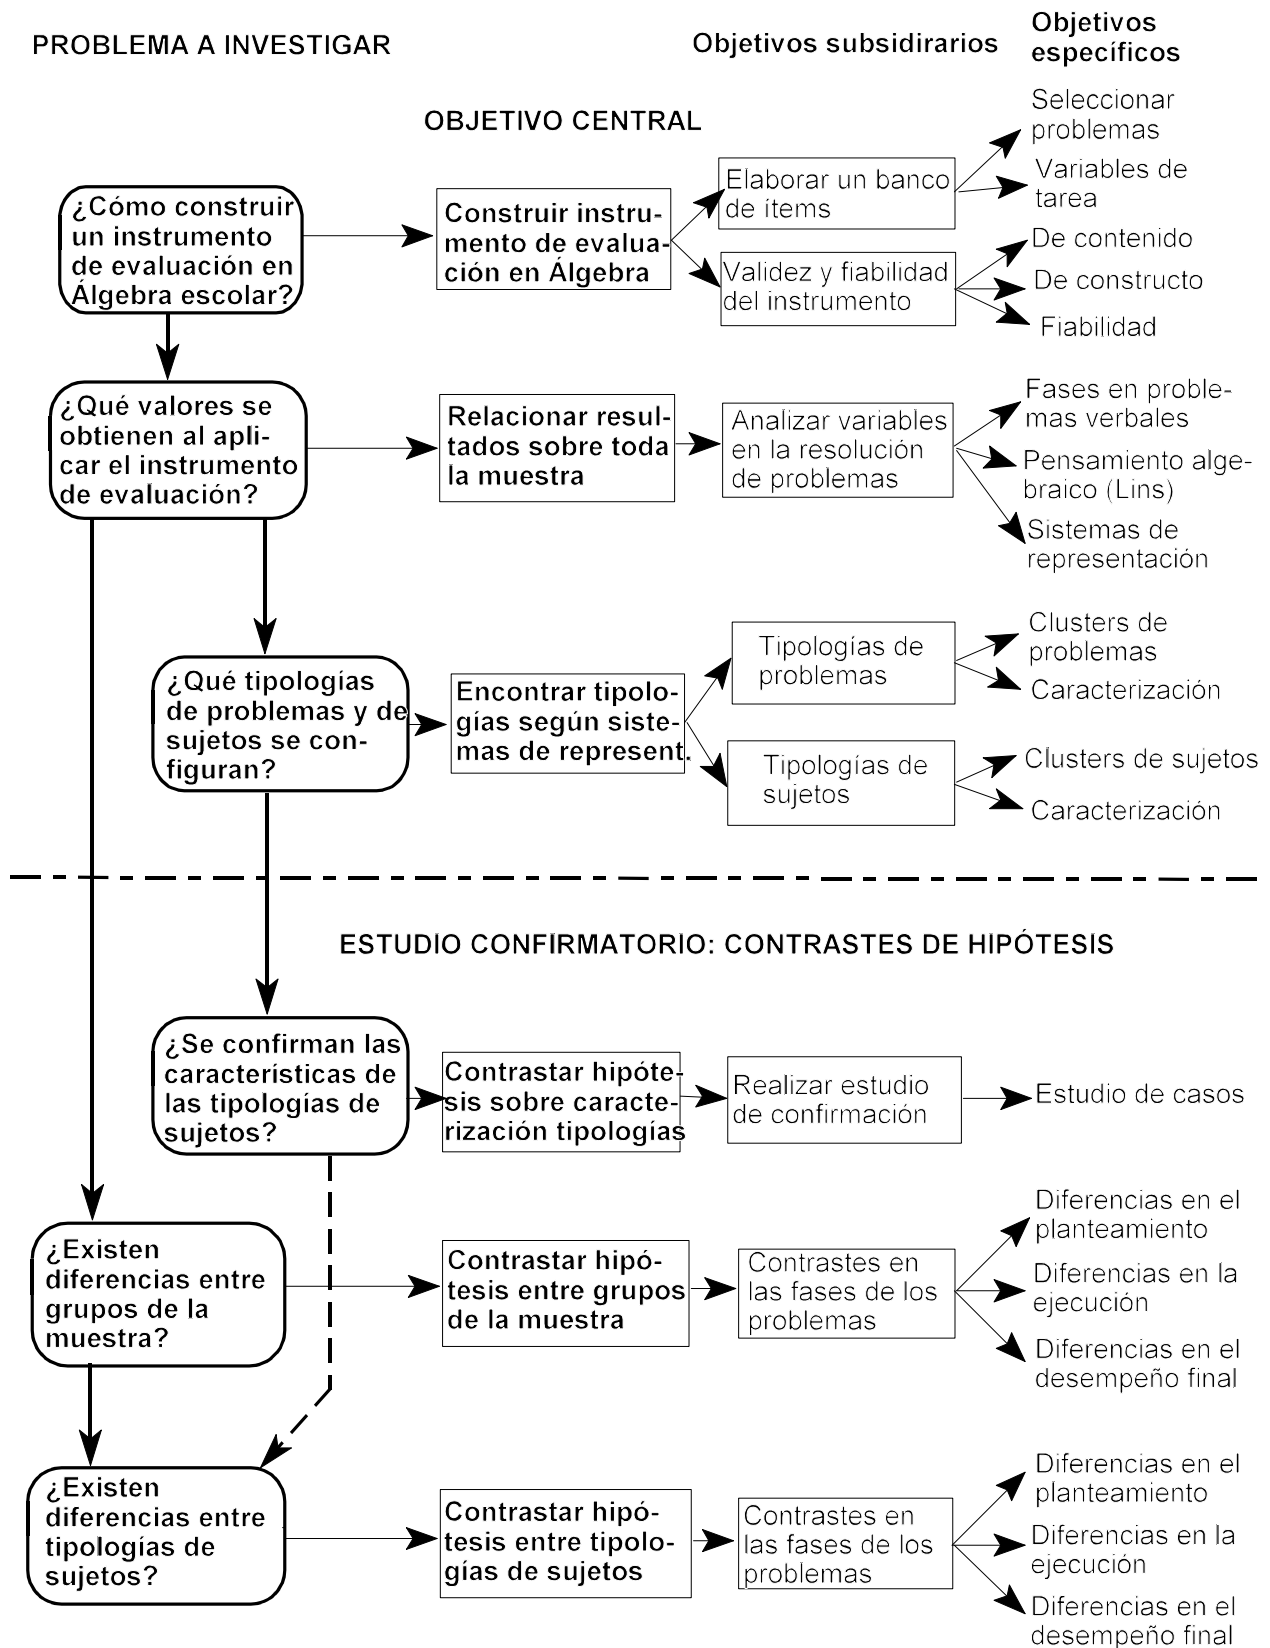 PROBLEMA A INVESTIGAR
Objetivos subsidirarios
Objetivos
específicos
OBJETIVO CENTRAL
¿Cómo construir
un instrumento
de evaluación en
Álgebra escolar?
Construir instru-
mento de evalua-
ción en Álgebra
Elaborar un banco
de ítems
Seleccionar
problemas
Variables de
tarea
Validez y fiabilidad
del instrumento
De contenido
De constructo
Fiabilidad
¿Qué valores se
obtienen al apli-
car el instrumento
de evaluación?
Relacionar resul-
tados sobre toda
la muestra
Analizar variables
en la resolución
de problemas
Fases en proble-
mas verbales
Pensamiento alge-
braico (Lins)
Sistemas de
representación
¿Qué tipologías
de problemas y de
sujetos se con-
figuran?
Encontrar tipolo-
gías según siste-
mas de represent.
Tipologías de
problemas
Clusters de
problemas
Caracterización
Tipologías de
sujetos
Clusters de sujetos
Caracterización
ESTUDIO CONFIRMATORIO: CONTRASTES DE HIPÓTESIS
¿Se confirman las
características de
las tipologías de
sujetos?
Contrastar hipóte-
sis sobre caracte-
rización tipologías
Realizar estudio
de confirmación
Estudio de casos
¿Existen
diferencias entre
grupos de la
muestra?
Contrastar hipó-
tesis entre grupos
de la muestra
Contrastes en
las fases de los
problemas
Diferencias en el
planteamiento
Diferencias en la
ejecución
Diferencias en el
desempeño final
¿Existen
diferencias entre
tipologías de
sujetos?
Contrastar hipó-
tesis entre tipolo-
gías de sujetos
Contrastes en
las fases de los
problemas
Diferencias en el
planteamiento
Diferencias en la
ejecución
Diferencias en el
desempeño final